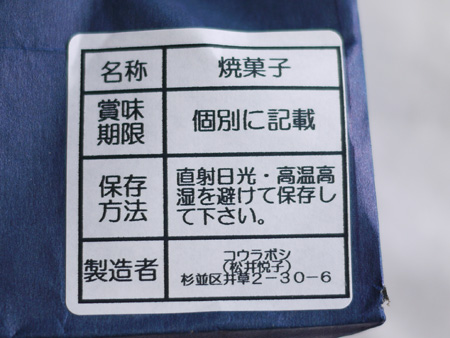 名称 焼菓子
賞味
期限
個別に記載
保存
方法
直射日光・高温高
湿を避けて保存し
て下さい。
製造者
コウラボシ
(松井悦子)
杉並区井草2-30-6